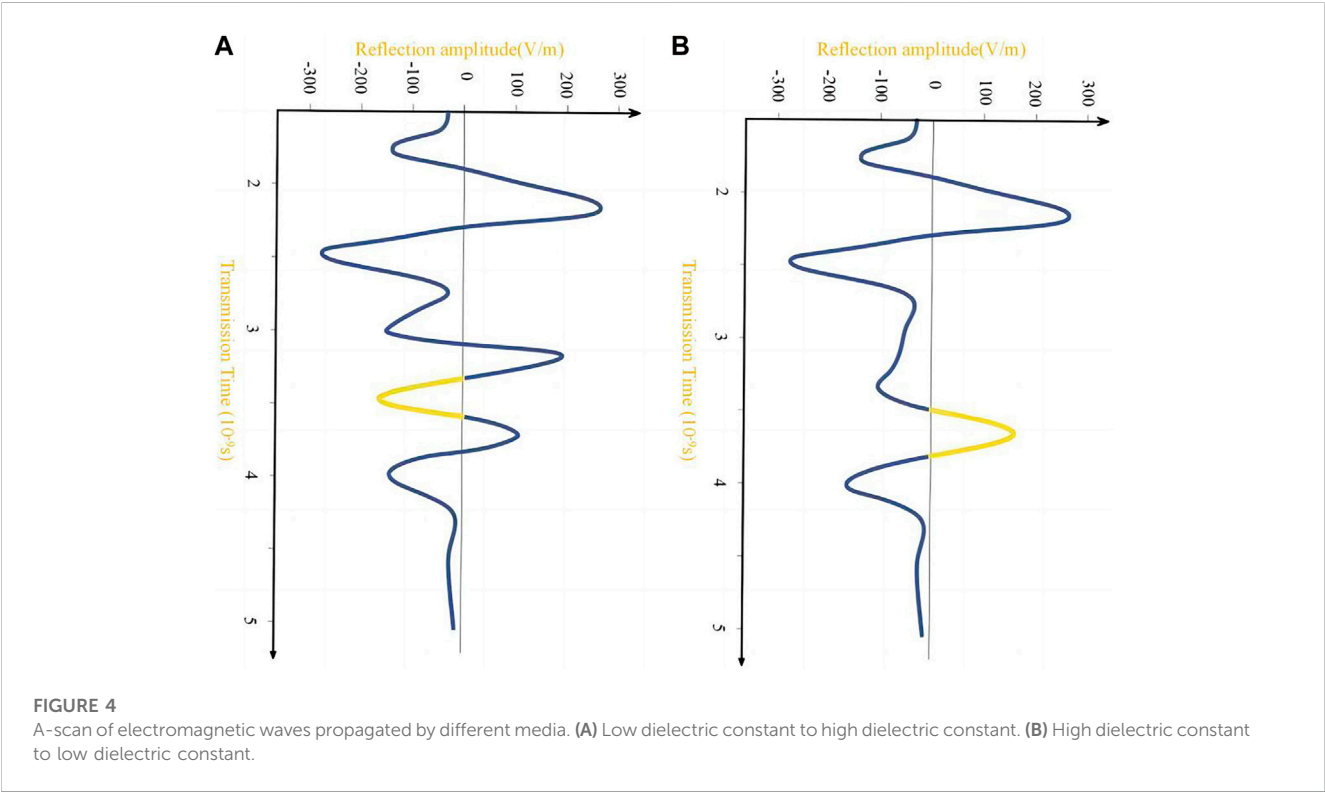 A
Reflection amplitude(V/m)
-300 -200 -100 0 100 200 300
2
3
4
5
Transmission Time (10⁻⁹s)
B
Reflection amplitude(V/m)
-300 -200 -100 0 100 200 300
2
3
4
5
Transmission Time (10⁻⁹s)
FIGURE 4
A-scan of electromagnetic waves propagated by different media. (A) Low dielectric constant to high dielectric constant. (B) High dielectric constant
to low dielectric constant.